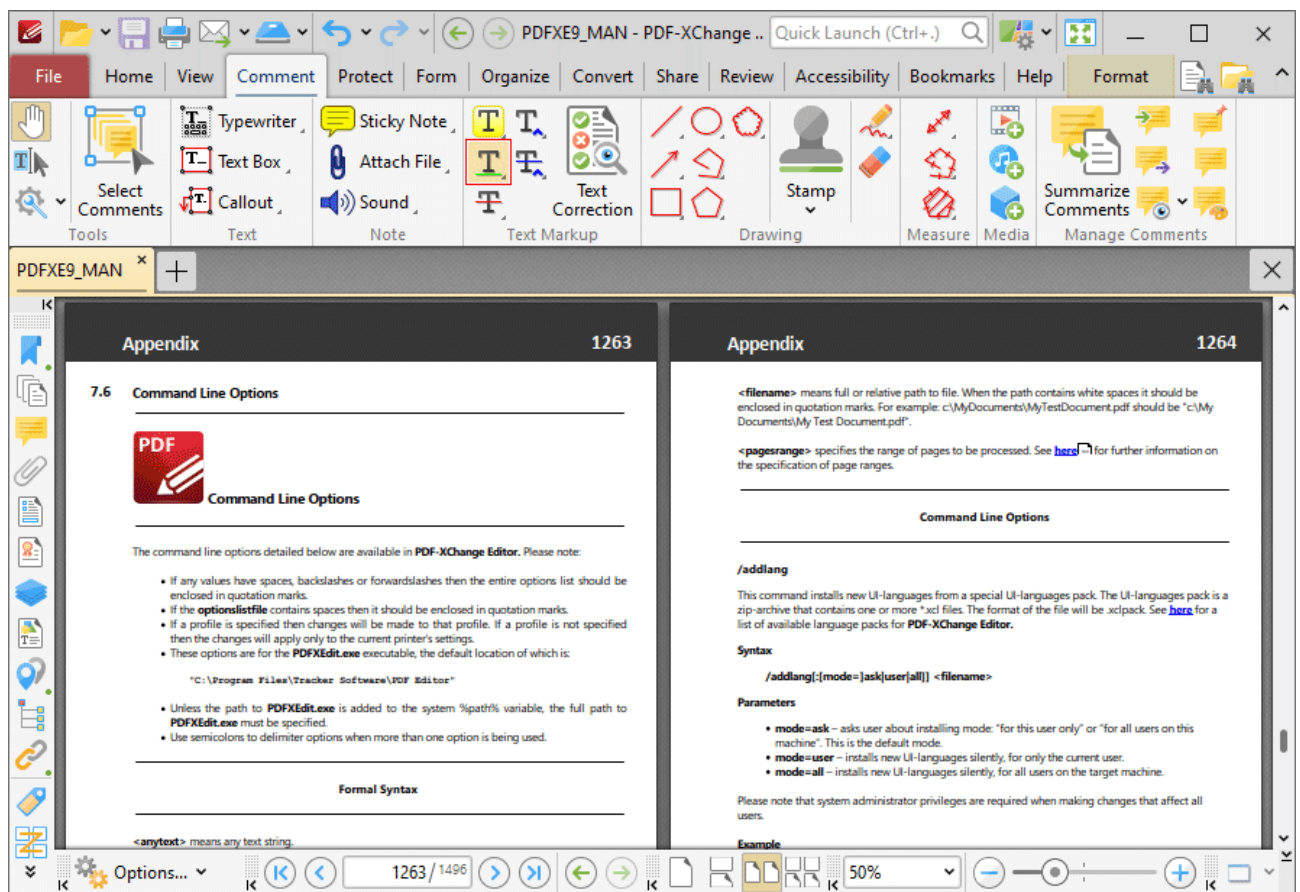 PDFXE9_MAN - PDF-XChange ..
Quick Launch (Ctrl+.)
File Home View Comment Protect Form Organize Convert Share Review Accessibility Bookmarks Help Format
Select Comments
Typewriter
Text Box
Callout
Sticky Note
Attach File
Sound
Text Correction
Stamp
Summarize Comments
Tools Text Note Text Markup Drawing Measure Media Manage Comments
PDFXE9_MAN
Appendix 1263
7.6 Command Line Options
PDF
Command Line Options
The command line options detailed below are available in PDF-XChange Editor. Please note:
• If any values have spaces, backslashes or forwardslashes then the entire options list should be
enclosed in quotation marks.
• If the optionslistfile contains spaces then it should be enclosed in quotation marks.
• If a profile is specified then changes will be made to that profile. If a profile is not specified
then the changes will apply only to the current printer's settings.
• These options are for the PDFXEdit.exe executable, the default location of which is:
"C:\Program Files\Tracker Software\PDF Editor"
• Unless the path to PDFXEdit.exe is added to the system %path% variable, the full path to
PDFXEdit.exe must be specified.
• Use semicolons to delimiter options when more than one option is being used.
Formal Syntax
<anytext> means any text string.
Appendix 1264
<filename> means full or relative path to file. When the path contains white spaces it should be
enclosed in quotation marks. For example: c:\MyDocuments\MyTestDocument.pdf should be "c:\My
Documents\My Test Document.pdf".
<pagesrange> specifies the range of pages to be processed. See here for further information on
the specification of page ranges.
Command Line Options
/addlang
This command installs new UI-languages from a special UI-languages pack. The UI-languages pack is a
zip-archive that contains one or more *.xcl files. The format of the file will be .xclpack. See here for a
list of available language packs for PDF-XChange Editor.
Syntax
/addlang[:[mode=]ask|user|all]] <filename>
Parameters
• mode=ask – asks user about installing mode: "for this user only" or "for all users on this
machine". This is the default mode.
• mode=user – installs new UI-languages silently, for only the current user.
• mode=all – installs new UI-languages silently, for all users on the target machine.
Please note that system administrator privileges are required when making changes that affect all
users.
Example
Options... 1263 / 1496 50%